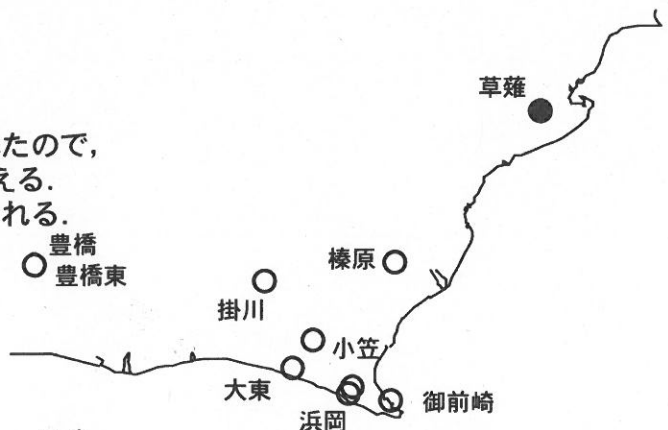 草薙
たので,
える.
れる.
豊橋
豊橋東
榛原
掛川
小笠
大東
御前崎
浜岡